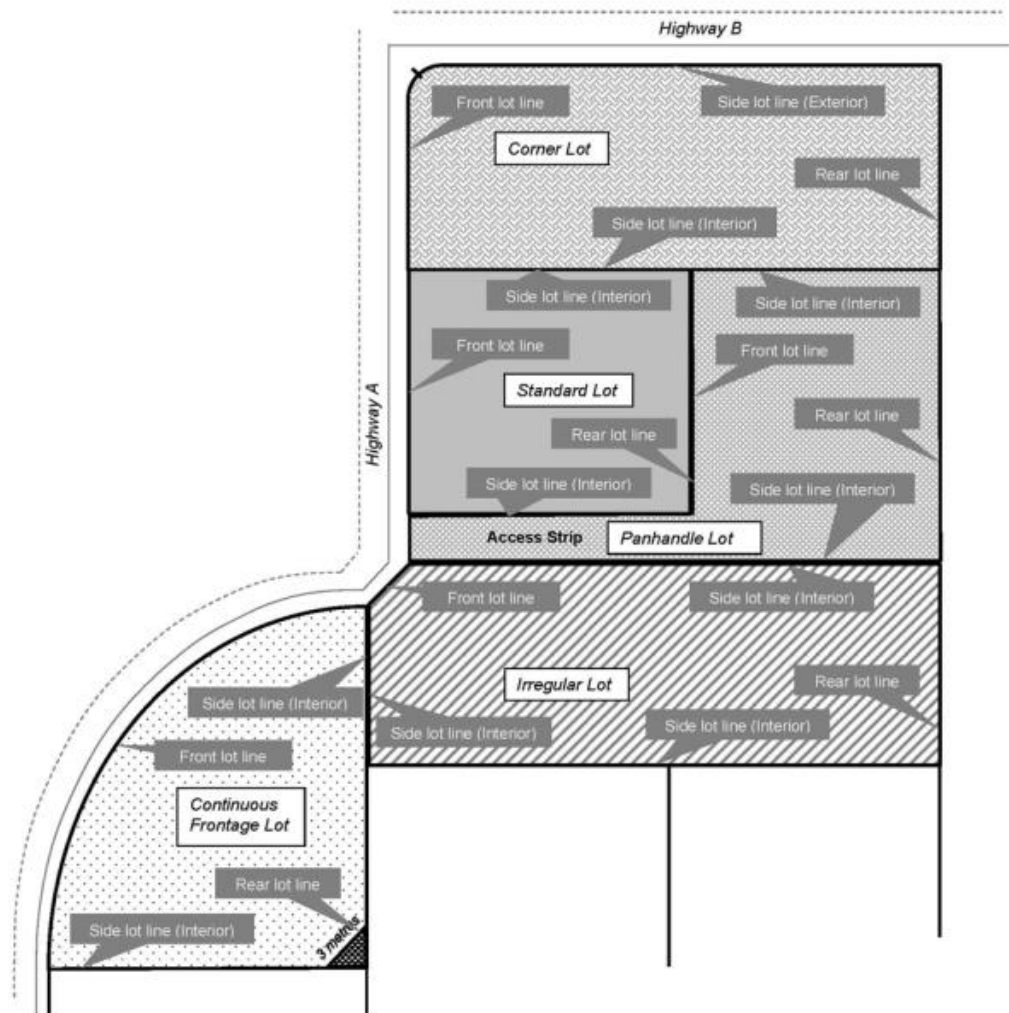 Highway B
Front lot line
Side lot line (Exterior)
Corner Lot
Rear lot line
Side lot line (Interior)
Side lot line (Interior)
Side lot line (Interior)
Front lot line
Front lot line
Highway A
Standard Lot
Rear lot line
Rear lot line
Side lot line (Interior)
Side lot line (Interior)
Access Strip
Panhandle Lot
Front lot line
Side lot line (Interior)
Irregular Lot
Rear lot line
Side lot line (Interior)
Side lot line (Interior)
Side lot line (Interior)
Front lot line
Continuous
Frontage Lot
Rear lot line
Side lot line (Interior)
3 metres